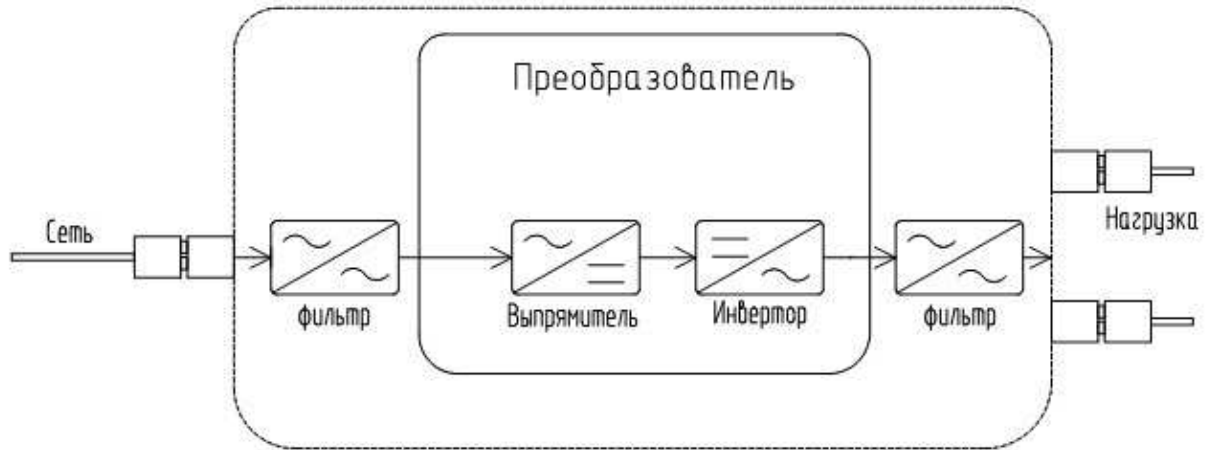 Преобразователь
Сеть
Нагрузка
фильтр
Выпрямитель
Инвертор
фильтр